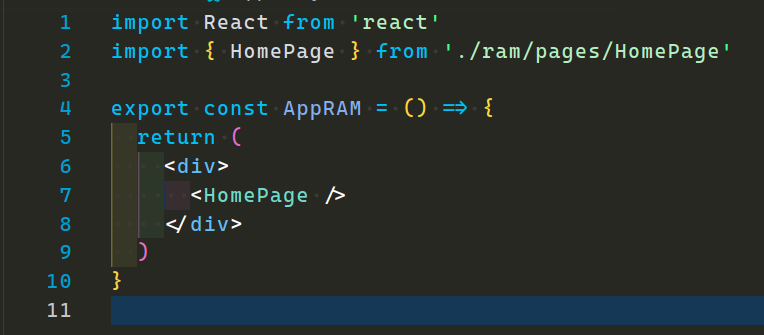 1 import React from 'react'
2 import { HomePage } from './ram/pages/HomePage'
3
4 export const AppRAM = () => {
5   return (
6     <div>
7       <HomePage />
8     </div>
9   )
10 }
11